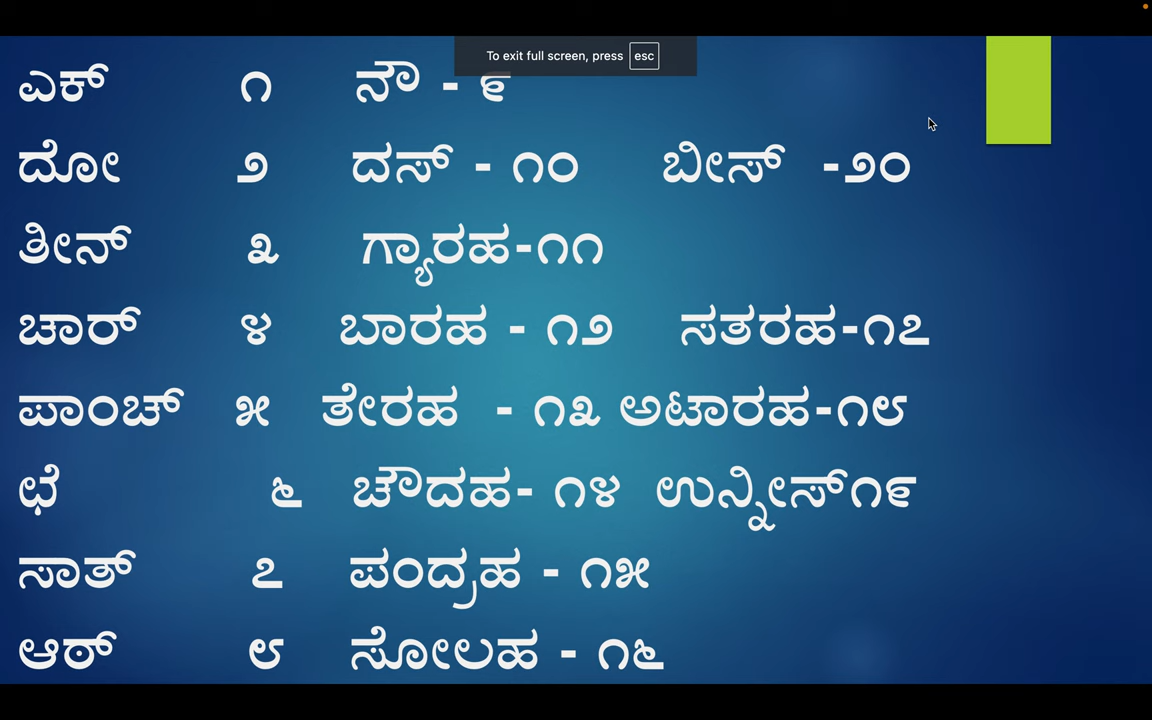 To exit full screen, press esc
ಎಕ್ ೧ ನೌ - ೯
ದೋ ೨ ದಸ್ - ೧೦ ಬೀಸ್ -೨೦
ತೀನ್ ೩ ಗ್ಯಾರಹ-೧೧
ಚಾರ್ ೪ ಬಾರಹ - ೧೨ ಸತರಹ-೧೭
ಪಾಂಚ್ ೫ ತೇರಹ - ೧೩ ಅಟಾರಹ-೧೮
ಛೆ ೬ ಚೌದಹ- ೧೪ ಉನ್ನೀಸ್೧೯
ಸಾತ್ ೭ ಪಂದ್ರಹ - ೧೫
ಆಠ್ ೮ ಸೋಲಹ - ೧೬